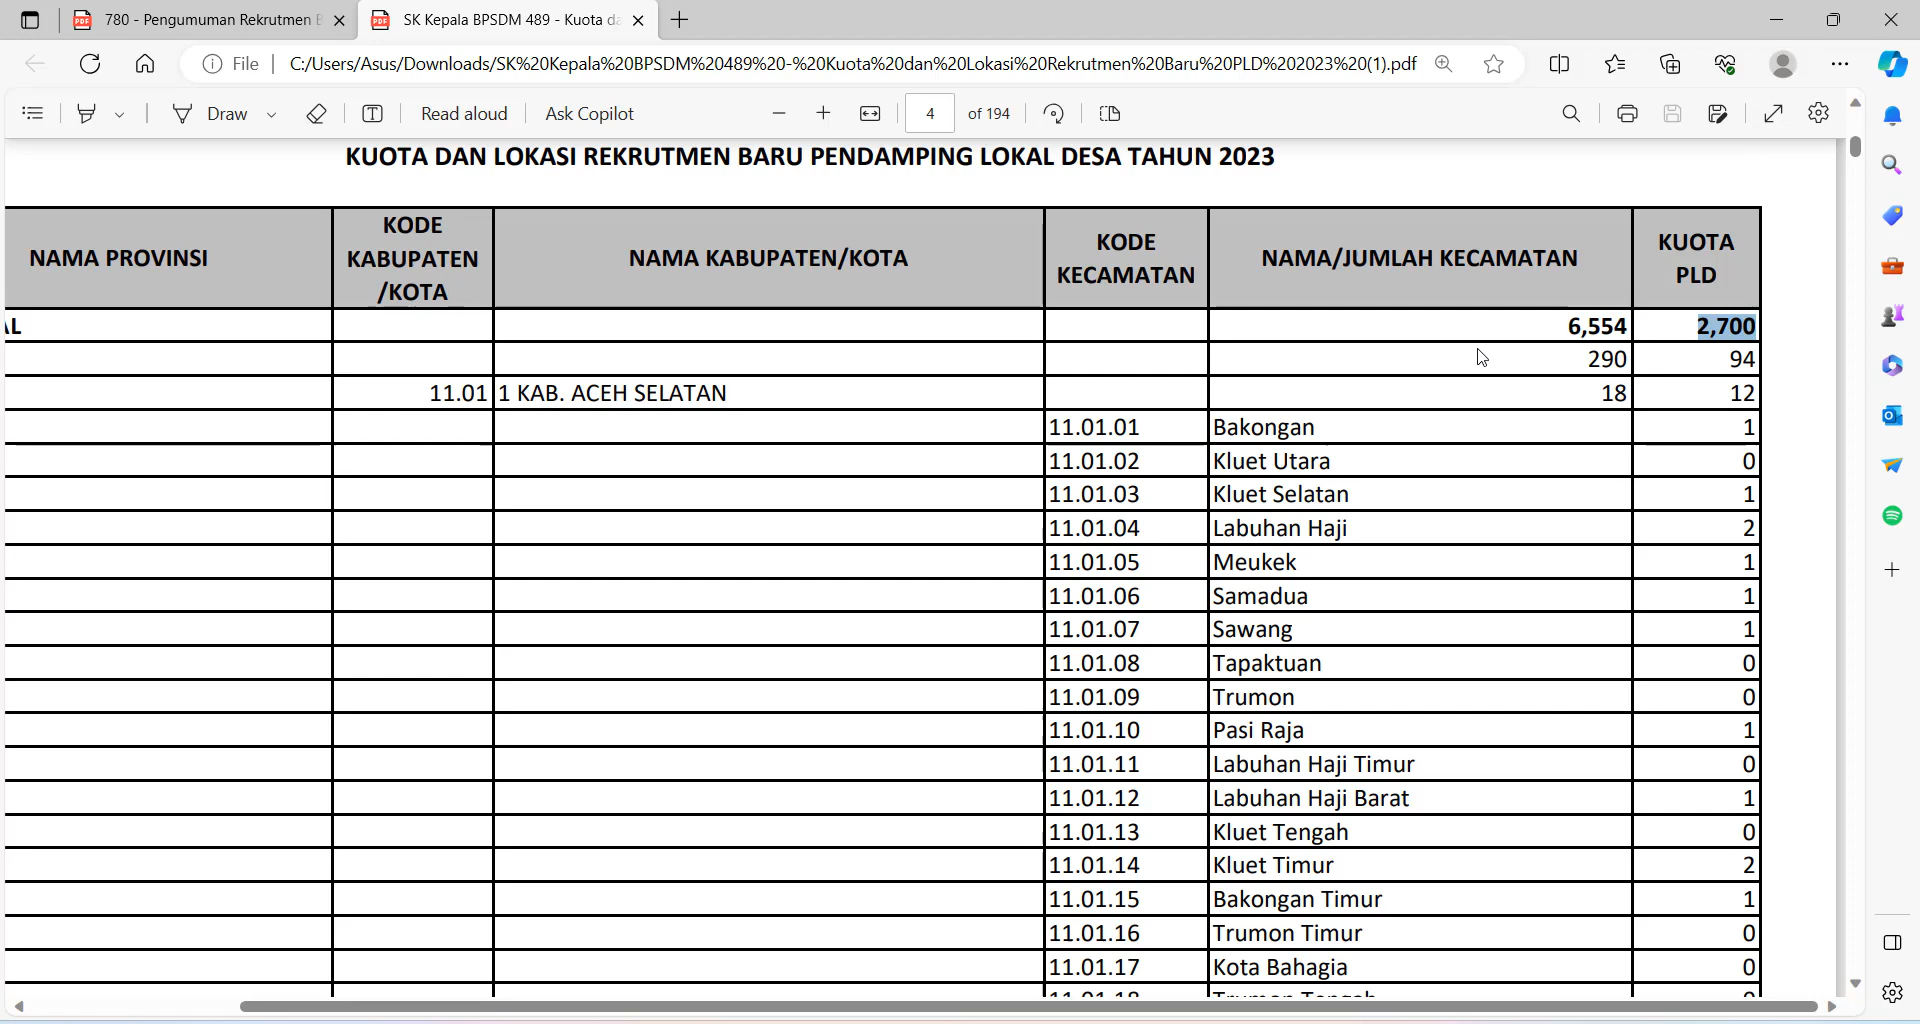 780 - Pengumuman Rekrutmen
SK Kepala BPSDM 489 - Kuota da
File
C:/Users/Asus/Downloads/SK%20Kepala%20BPSDM%20489%20-%20Kuota%20dan%20Lokasi%20Rekrutmen%20Baru%20PLD%202023%20(1).pdf
Draw
Read aloud
Ask Copilot
4 of 194
KUOTA DAN LOKASI REKRUTMEN BARU PENDAMPING LOKAL DESA TAHUN 2023
NAMA PROVINSI
KODE
KABUPATEN
/KOTA
NAMA KABUPATEN/KOTA
KODE
KECAMATAN
NAMA/JUMLAH KECAMATAN
KUOTA
PLD
AL 6,554 2,700
290 94
11.01 1 KAB. ACEH SELATAN 18 12
11.01.01 Bakongan 1
11.01.02 Kluet Utara 0
11.01.03 Kluet Selatan 1
11.01.04 Labuhan Haji 2
11.01.05 Meukek 1
11.01.06 Samadua 1
11.01.07 Sawang 1
11.01.08 Tapaktuan 0
11.01.09 Trumon 0
11.01.10 Pasi Raja 1
11.01.11 Labuhan Haji Timur 0
11.01.12 Labuhan Haji Barat 1
11.01.13 Kluet Tengah 0
11.01.14 Kluet Timur 2
11.01.15 Bakongan Timur 1
11.01.16 Trumon Timur 0
11.01.17 Kota Bahagia 0